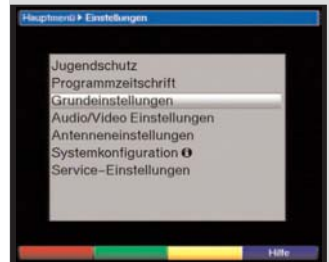 Hauptmenü Einstellungen
Jugendschutz
Programmzeitschrift
Grundeinstellungen
Audio/Video Einstellungen
Antenneneinstellungen
Systemkonfiguration
Service-Einstellungen
Hilfe